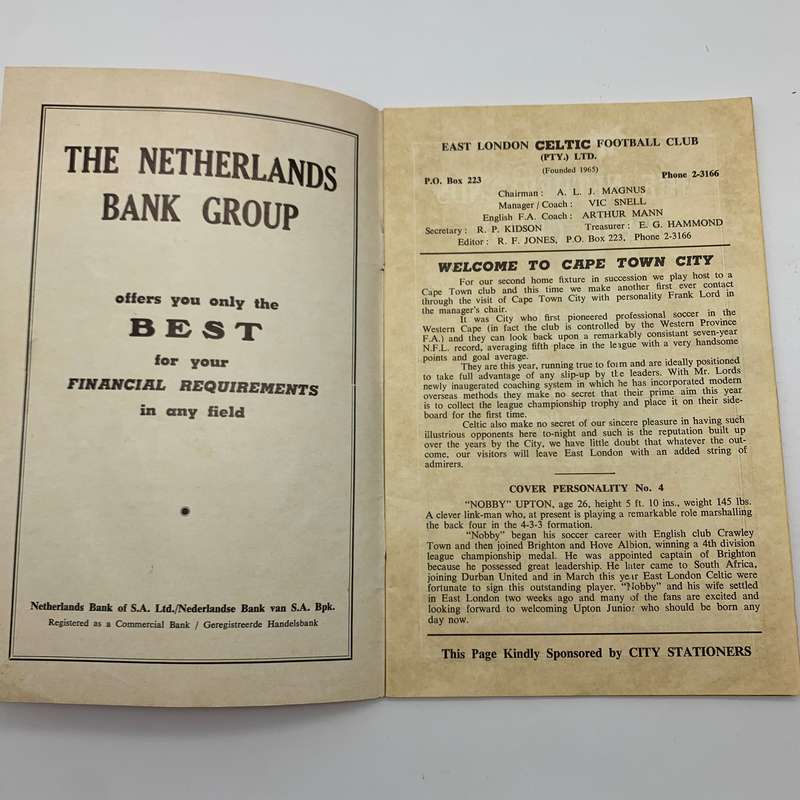 THE NETHERLANDS
BANK GROUP
offers you only the
BEST
for your
FINANCIAL REQUIREMENTS
in any field
Netherlands Bank of S.A. Ltd./Nederlandse Bank van S.A. Bpk.
Registered as a Commercial Bank / Geregistreerde Handelsbank
EAST LONDON CELTIC FOOTBALL CLUB
(PTY.) LTD.
(Founded 1965)
P.O. Box 223 Phone 2-3166
Chairman: A. L. J. MAGNUS
Manager/Coach: VIC SNELL
English F.A. Coach: ARTHUR MANN
Secretary: R. P. KIDSON Treasurer: E. G. HAMMOND
Editor: R. F. JONES, P.O. Box 223, Phone 2-3166
WELCOME TO CAPE TOWN CITY
For our second home fixture in succession we play host to a
Cape Town club and this time we make another first ever contact
through the visit of Cape Town City with personality Frank Lord in
the manager's chair.
It was City who first pioneered professional soccer in the
Western Cape (in fact the club is controlled by the Western Province
F.A.) and they can look back upon a remarkably consistant seven-year
N.F.L. record, averaging fifth place in the league with a very handsome
points and goal average.
They are this year, running true to form and are ideally positioned
to take full advantage of any slip-up by the leaders. With Mr. Lords
newly inaugerated coaching system in which he has incorporated modern
overseas methods they make no secret that their prime aim this year
is to collect the league championship trophy and place it on their side-
board for the first time.
Celtic also make no secret of our sincere pleasure in having such
illustrious opponents here to-night and such is the reputation built up
over the years by the City, we have little doubt that whatever the out-
come, our visitors will leave East London with an added string of
admirers.
COVER PERSONALITY No. 4
"NOBBY" UPTON, age 26, height 5 ft. 10 ins., weight 145 lbs.
A clever link-man who, at present is playing a remarkable role marshalling
the back four in the 4-3-3 formation.
"Nobby" began his soccer career with English club Crawley
Town and then joined Brighton and Hove Albion, winning a 4th division
league championship medal. He was appointed captain of Brighton
because he possessed great leadership. He later came to South Africa,
joining Durban United and in March this year East London Celtic were
fortunate to sign this outstanding player. "Nobby" and his wife settled
in East London two weeks ago and many of the fans are excited and
looking forward to welcoming Upton Junior who should be born any
day now.
This Page Kindly Sponsored by CITY STATIONERS